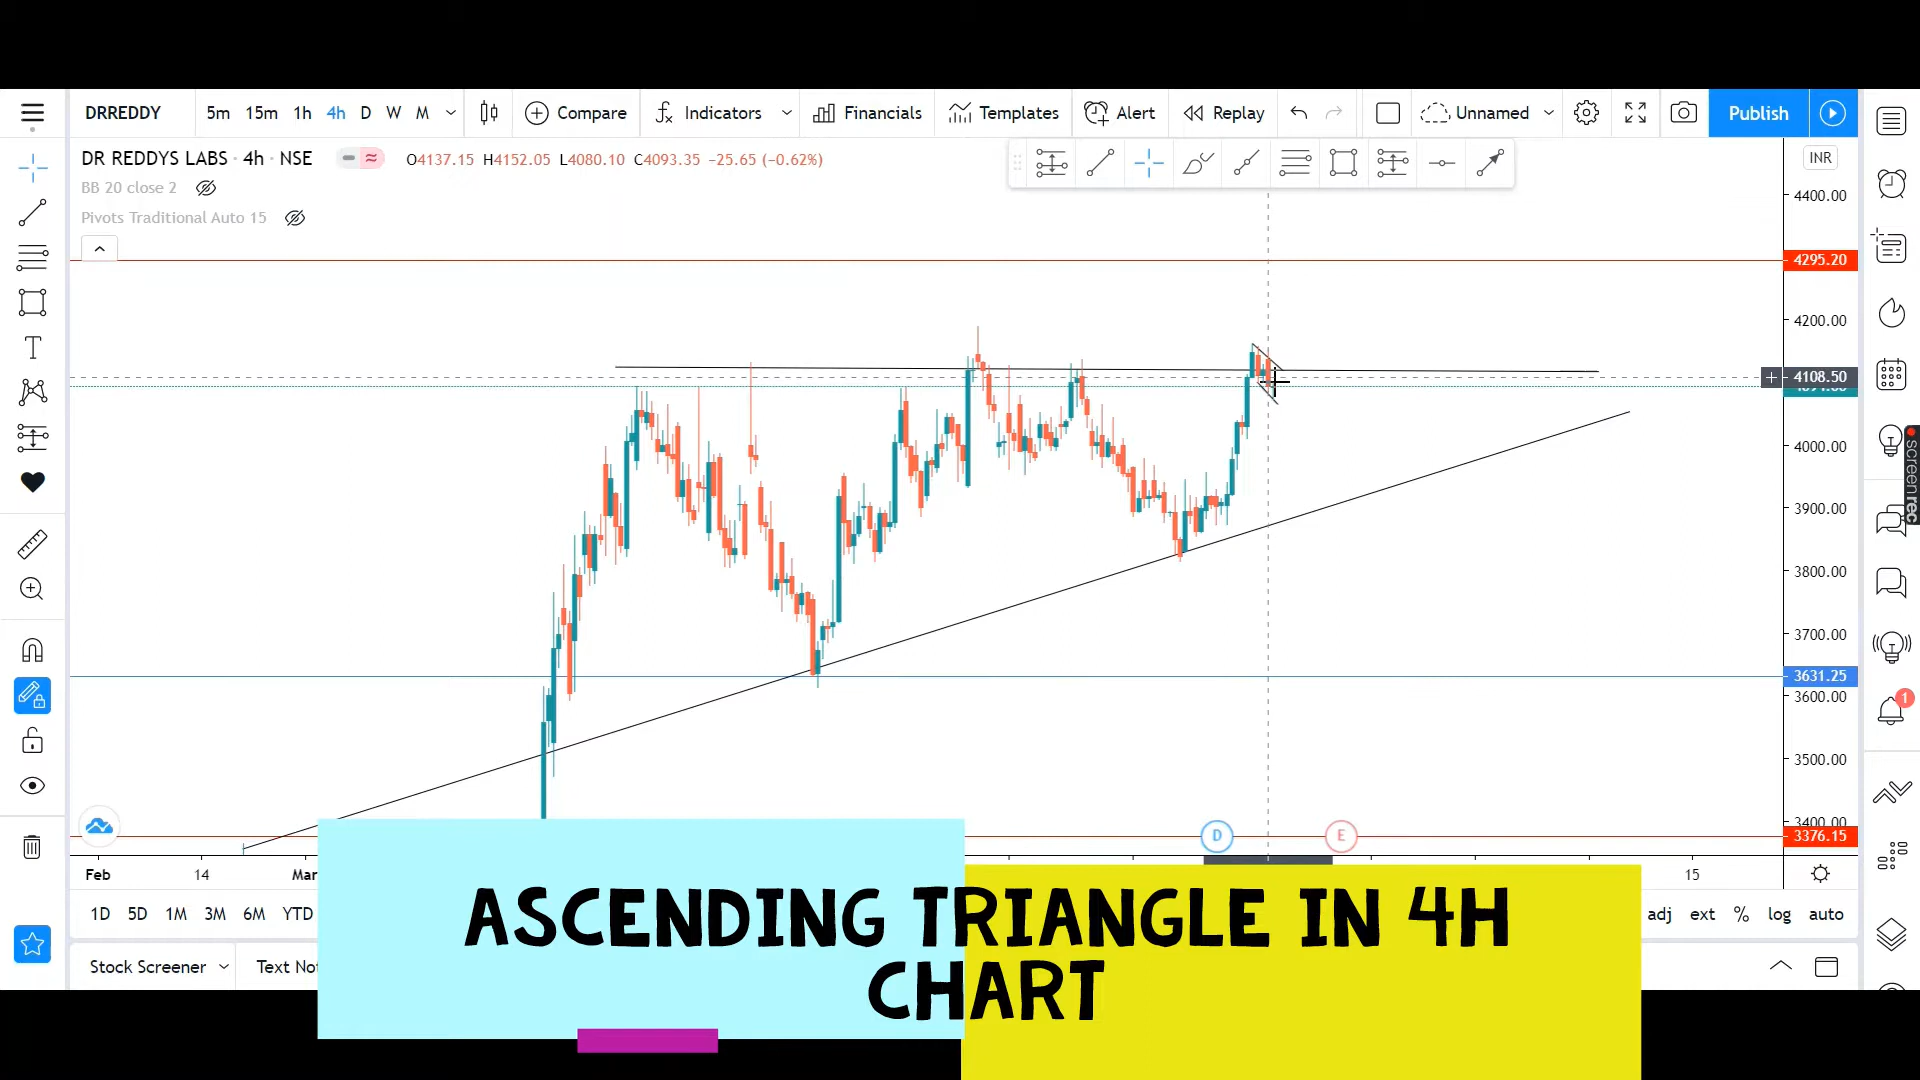 DRREDDY 5m 15m 1h 4h D W M Compare Indicators Financials Templates Alert Replay Unnamed Publish
DR REDDYS LABS · 4h · NSE O4137.15 H4152.05 L4080.10 C4093.35 −25.65 (−0.62%) INR
BB 20 close 2
Pivots Traditional Auto 15
4400.00
4295.20
4200.00
4108.50
4000.00
3900.00
3800.00
3700.00
3631.25
3600.00
3500.00
3400.00
3376.15
screenrec
1
T
D E
Feb 14 Mar 15
1D 5D 1M 3M 6M YTD adj ext % log auto
Stock Screener Text Not
ASCENDING TRIANGLE IN 4H
CHART